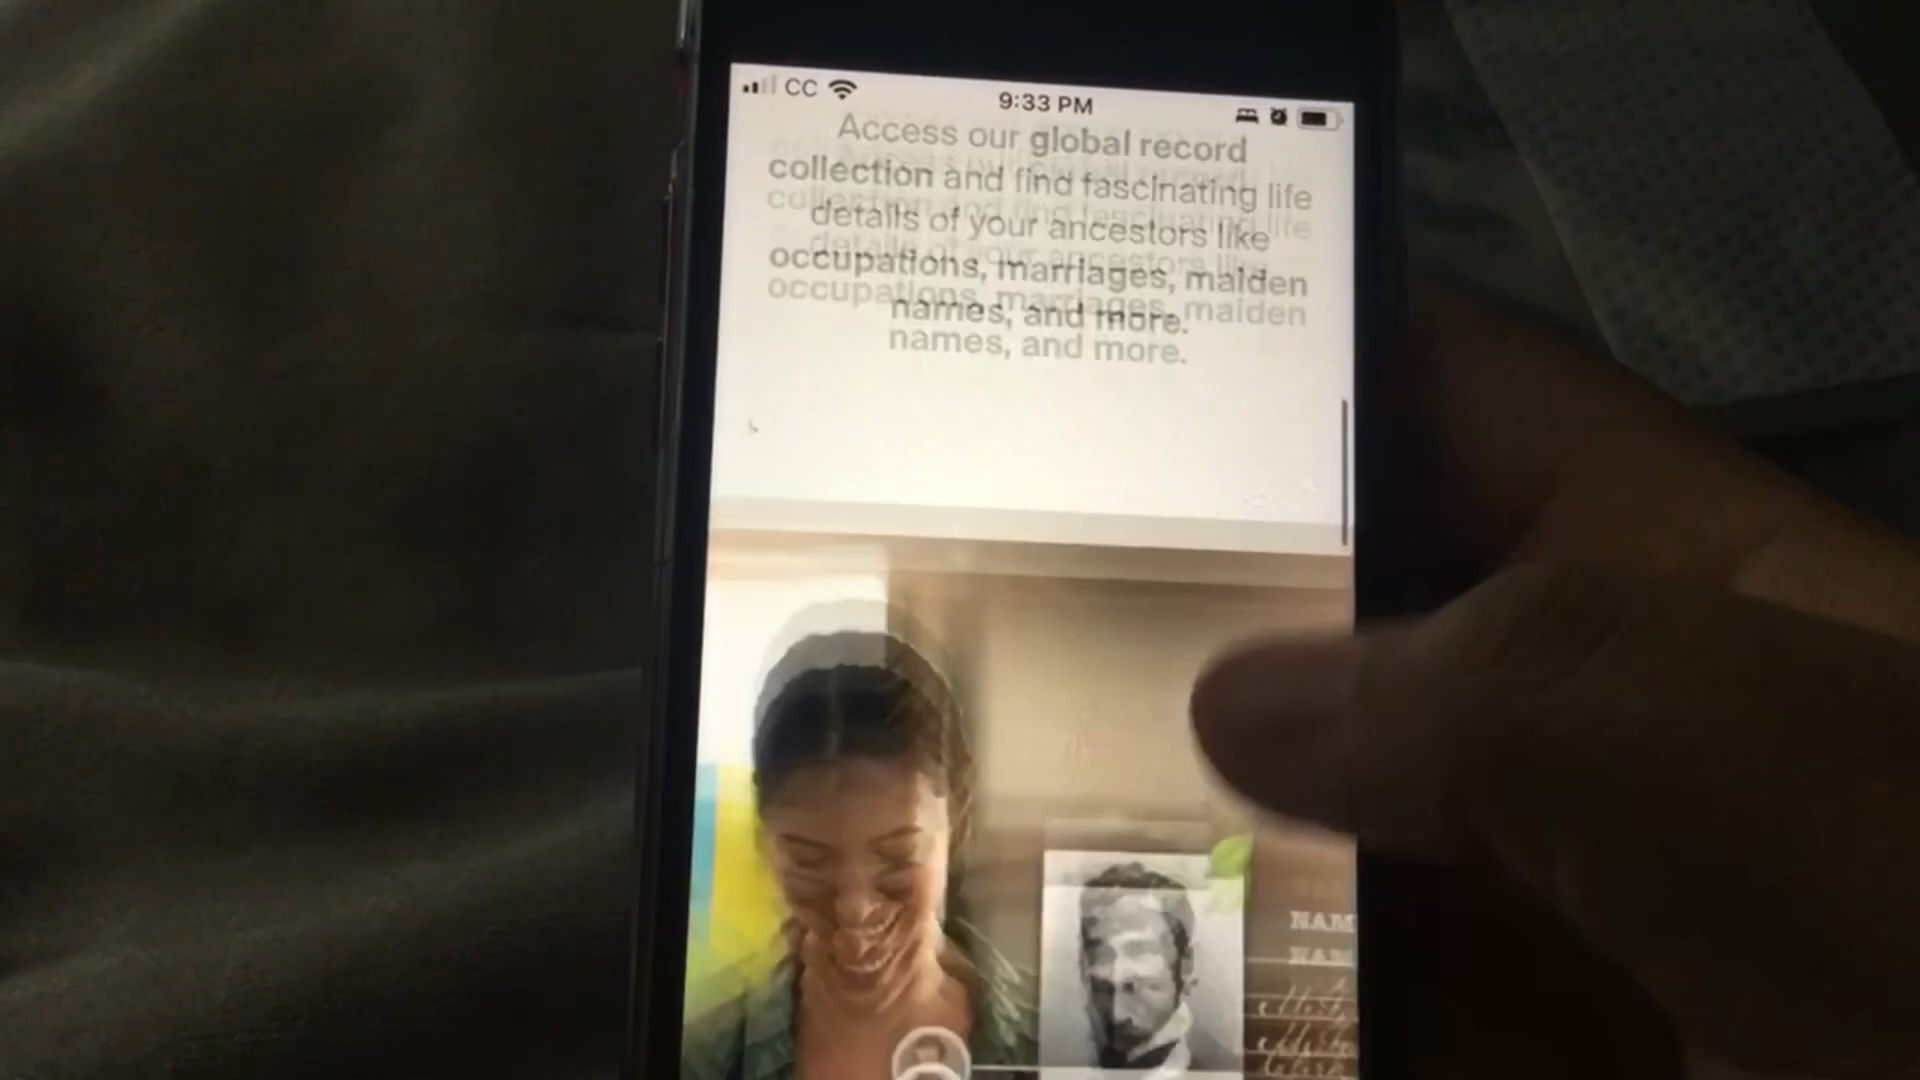 CC
9:33 PM
Access our global record
collection and find fascinating life
details of your ancestors like
occupations, marriages, maiden
names, and more.
NAM